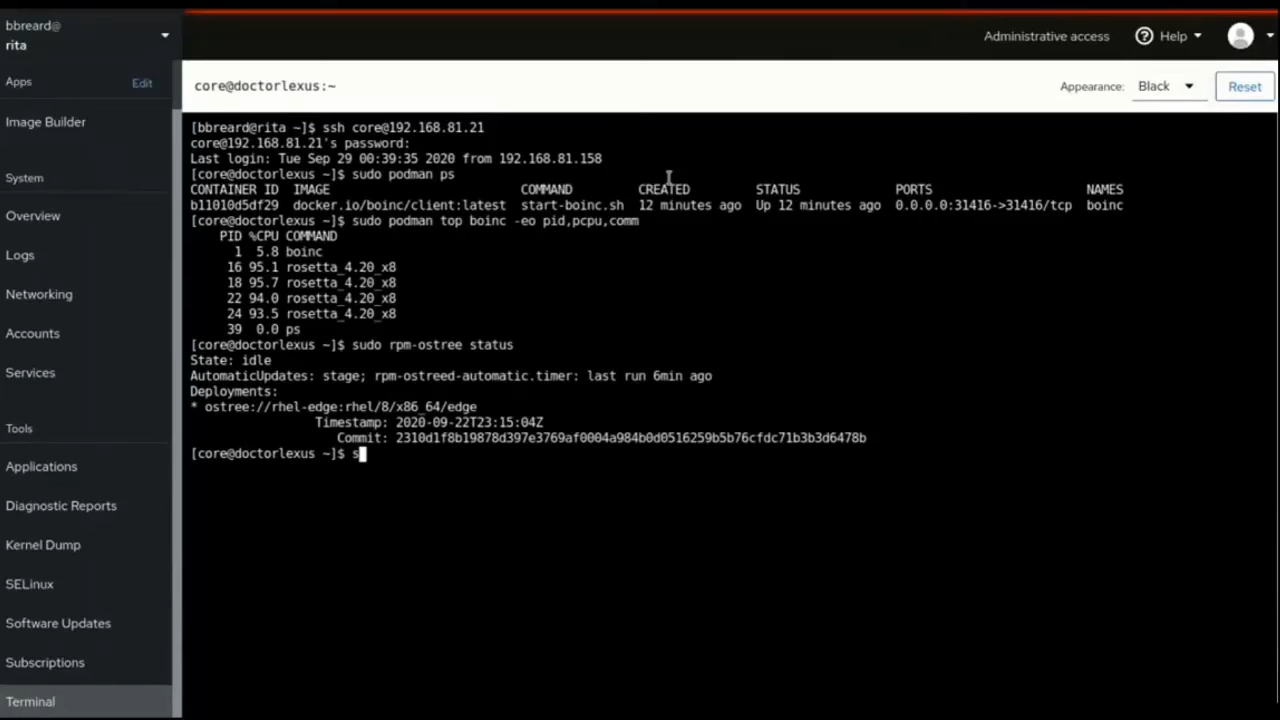 bbreard@
rita
Apps
Edit
Image Builder
System
Overview
Logs
Networking
Accounts
Services
Tools
Applications
Diagnostic Reports
Kernel Dump
SELinux
Software Updates
Subscriptions
Terminal
Administrative access
Help
core@doctorlexus:~
Appearance: Black
Reset
[bbreard@rita ~]$ ssh core@192.168.81.21
core@192.168.81.21's password:
Last login: Tue Sep 29 00:39:35 2020 from 192.168.81.158
[core@doctorlexus ~]$ sudo podman ps
CONTAINER ID  IMAGE                          COMMAND          CREATED         STATUS             PORTS                     NAMES
b11010d5df29  docker.io/boinc/client:latest  start-boinc.sh  12 minutes ago  Up 12 minutes ago  0.0.0.0:31416->31416/tcp  boinc
[core@doctorlexus ~]$ sudo podman top boinc -eo pid,pcpu,comm
    PID %CPU COMMAND
      1  5.8 boinc
     16 95.1 rosetta_4.20_x8
     18 95.7 rosetta_4.20_x8
     22 94.0 rosetta_4.20_x8
     24 93.5 rosetta_4.20_x8
     39  0.0 ps
[core@doctorlexus ~]$ sudo rpm-ostree status
State: idle
AutomaticUpdates: stage; rpm-ostreed-automatic.timer: last run 6min ago
Deployments:
* ostree://rhel-edge:rhel/8/x86_64/edge
                 Timestamp: 2020-09-22T23:15:04Z
                    Commit: 2310d1f8b19878d397e3769af0004a984b0d0516259b5b76cfdc71b3b3d6478b
[core@doctorlexus ~]$ s